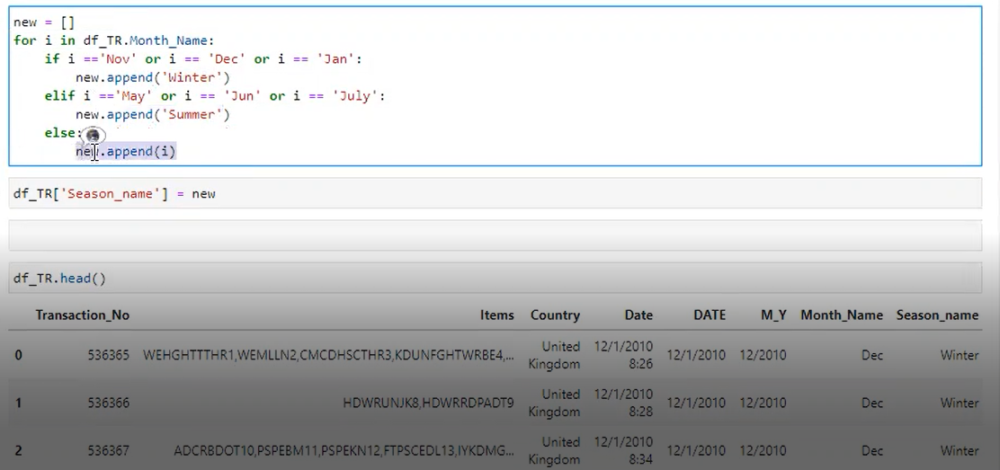 new = []
for i in df_TR.Month_Name:
if i =='Nov' or i == 'Dec' or i == 'Jan':
new.append('Winter')
elif i =='May' or i == 'Jun' or i == 'July':
new.append('Summer')
else:
new.append(i)
df_TR['Season_name'] = new
df_TR.head()
Transaction_No Items Country Date DATE M_Y Month_Name Season_name
0 536365 WEHGHTTTHR1,WEMLLN2,CMCDHSCTHR3,KDUNFGHTWRBE4,... United Kingdom 12/1/2010 8:26 12/1/2010 12/2010 Dec Winter
1 536366 HDWRUNJK8,HDWRRDPADT9 United Kingdom 12/1/2010 8:28 12/1/2010 12/2010 Dec Winter
2 536367 ADCRBDOT10,PSPEBM11,PSPEKN12,FTPSCEDL13,IYKDMG... United Kingdom 12/1/2010 8:34 12/1/2010 12/2010 Dec Winter